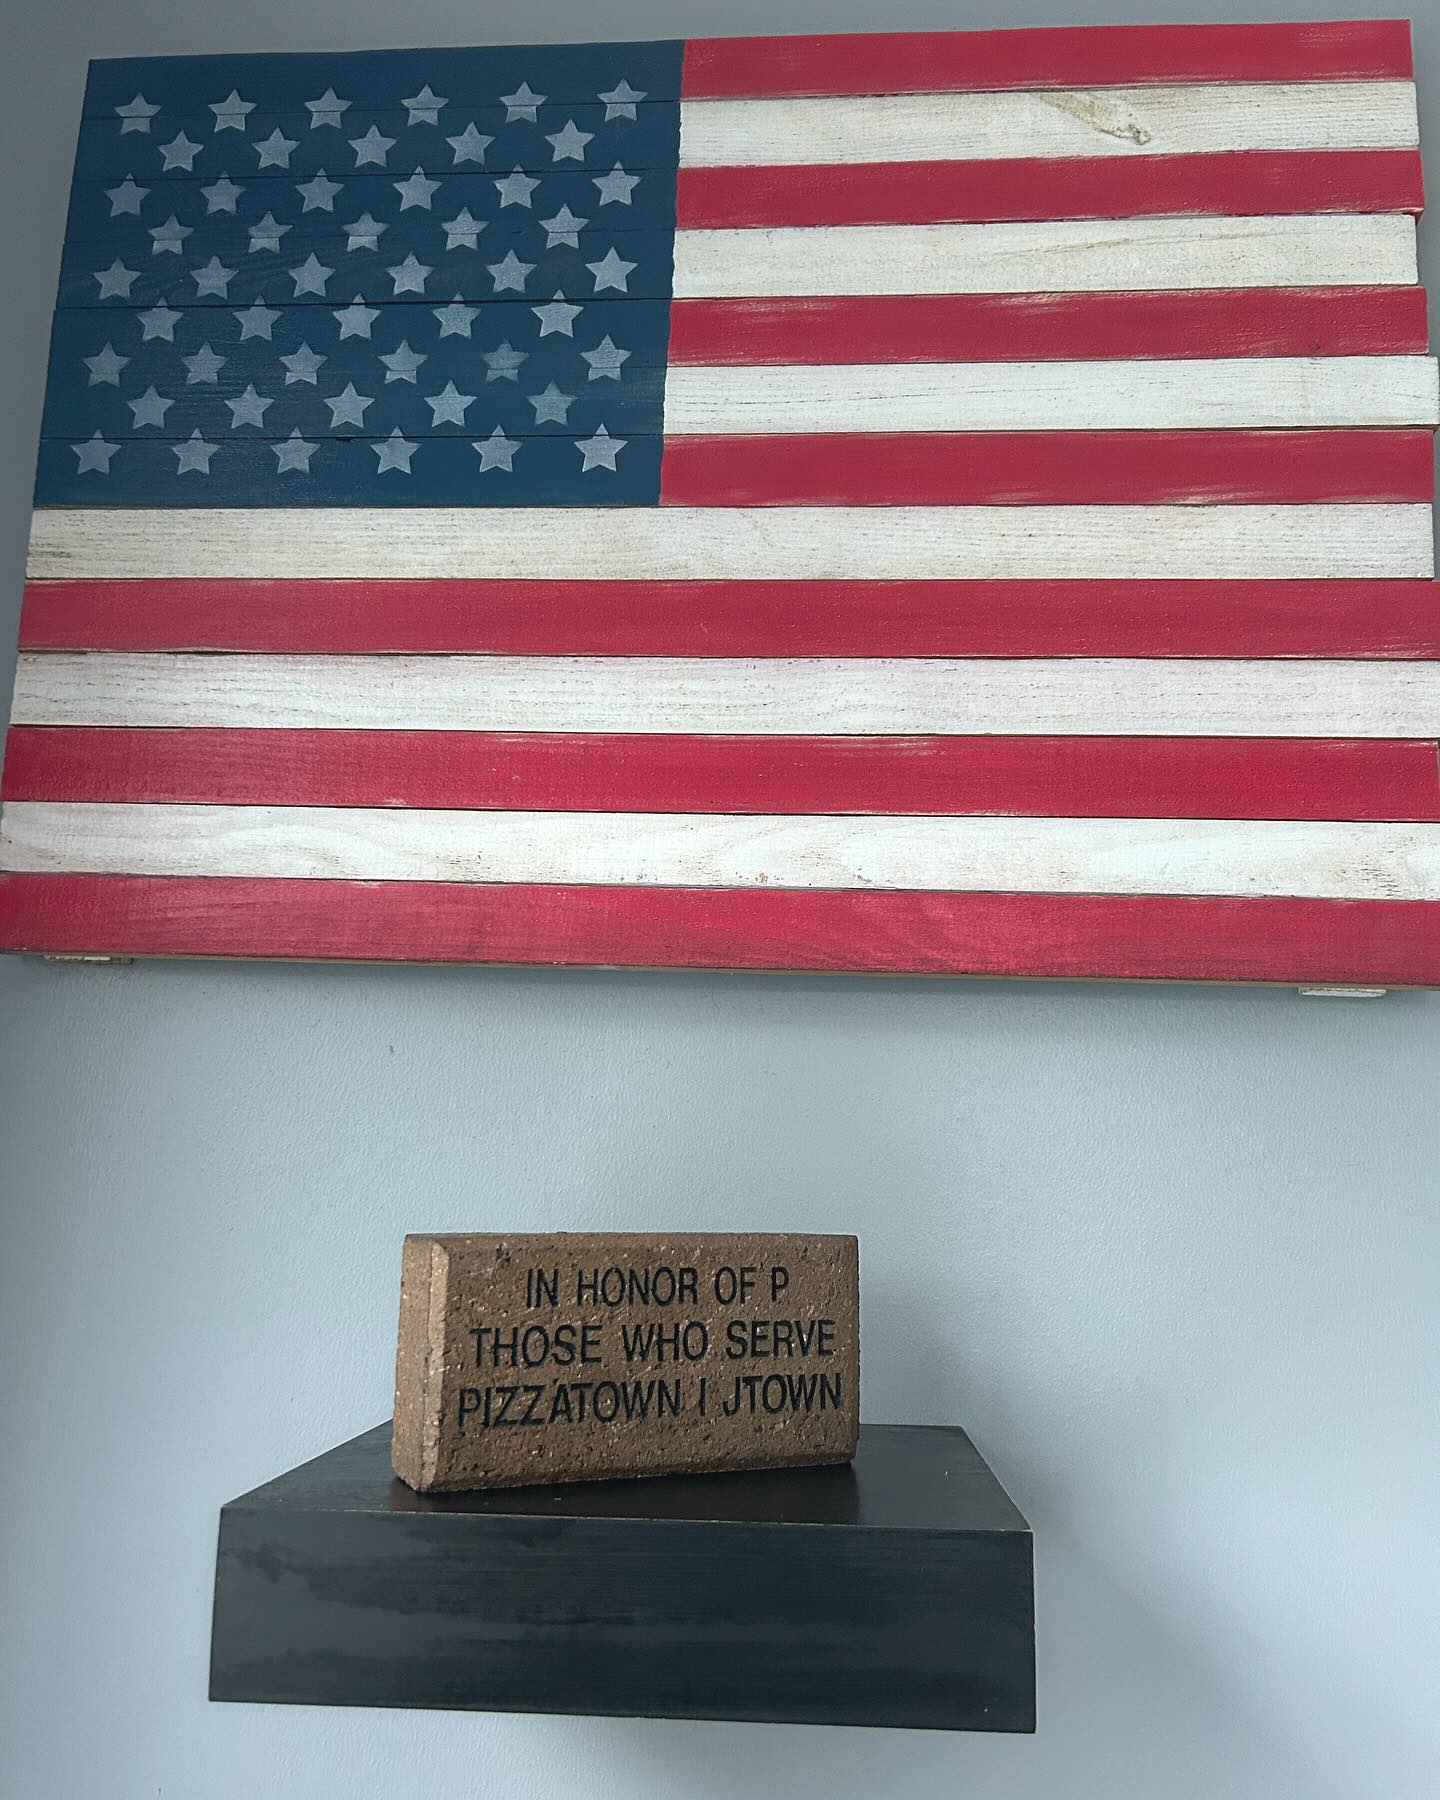 IN HONOR OF P
THOSE WHO SERVE
PIZZATOWN I JTOWN